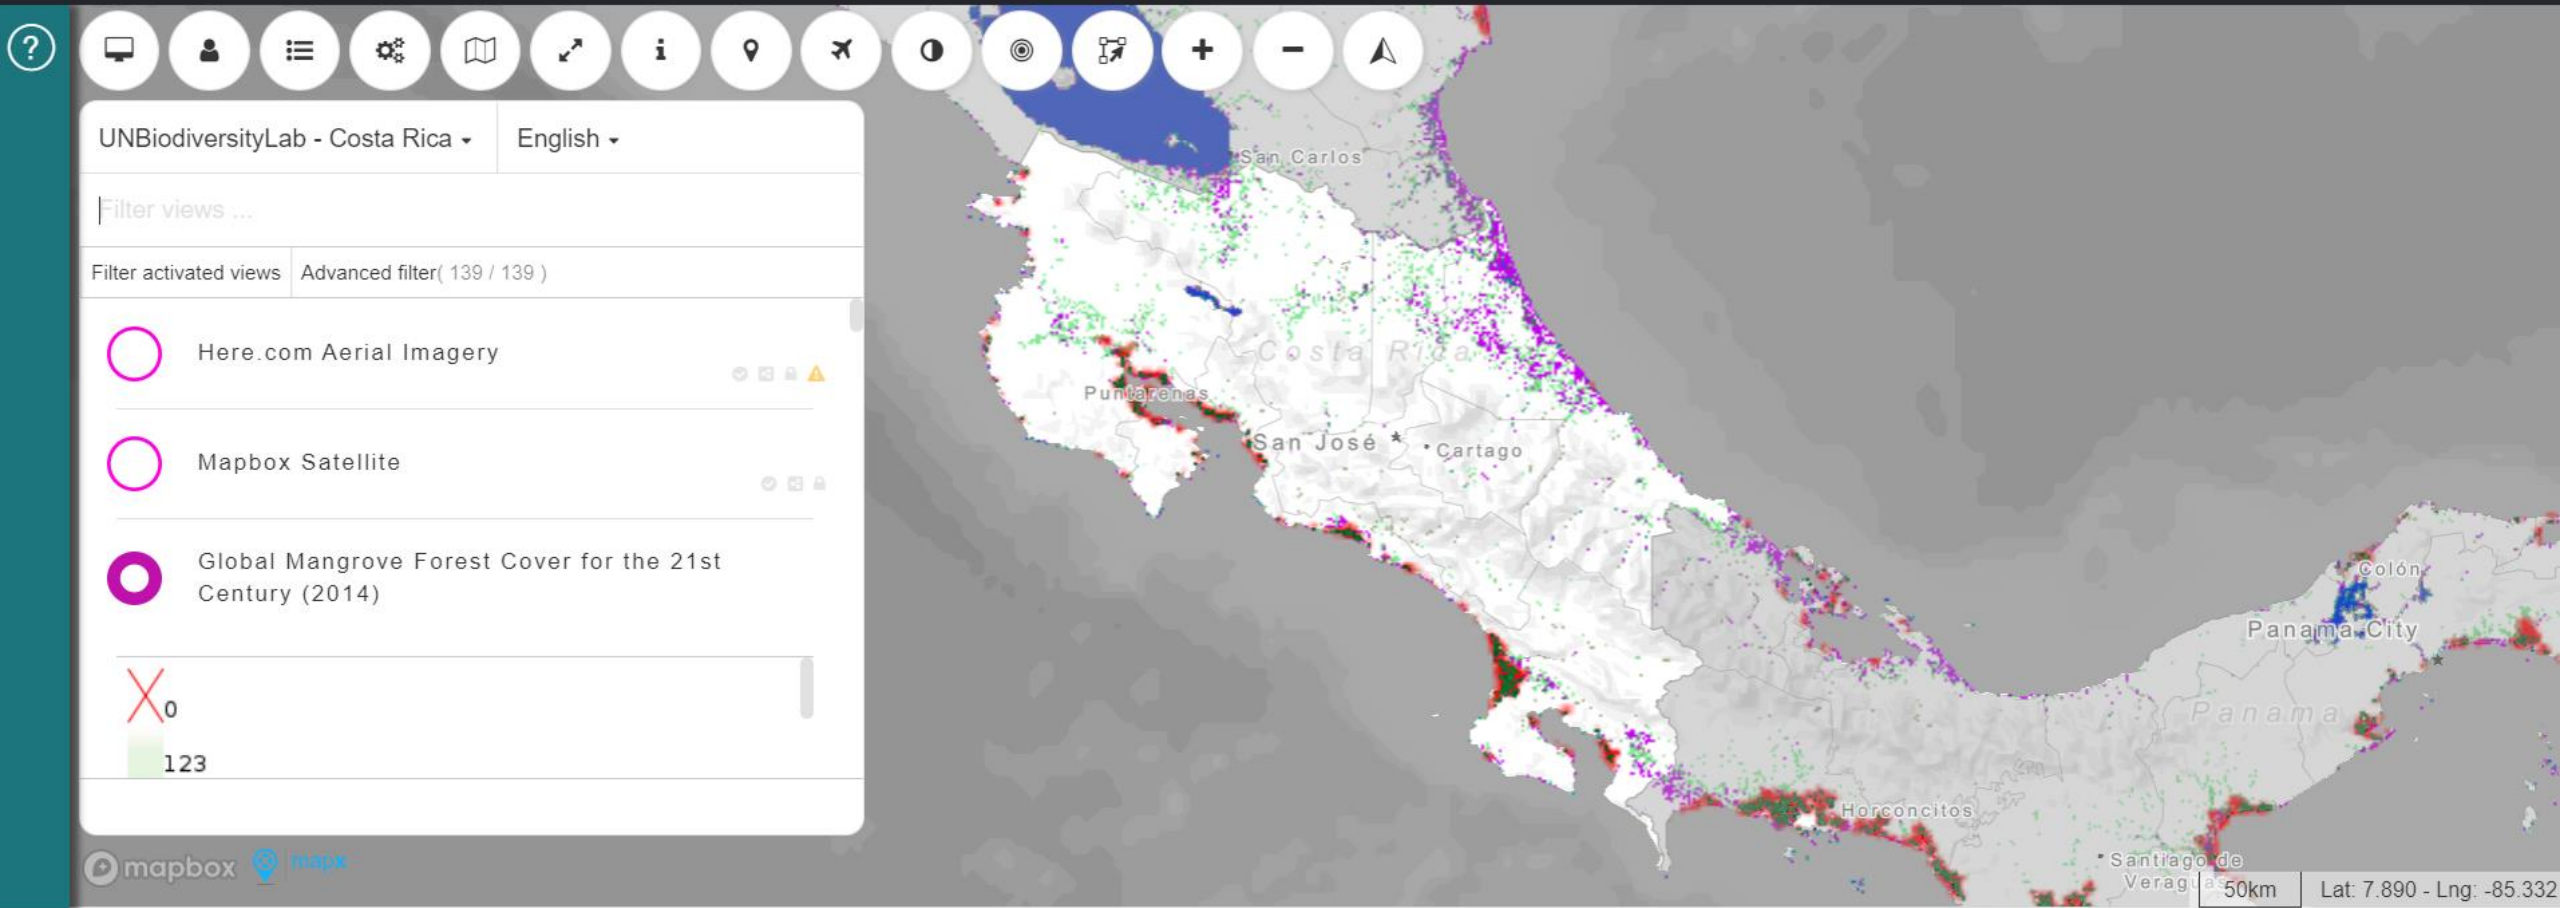 ?
UNBiodiversityLab - Costa Rica
English
Filter views ...
Filter activated views
Advanced filter( 139 / 139 )
Here.com Aerial Imagery
Mapbox Satellite
Global Mangrove Forest Cover for the 21st
Century (2014)
0
123
mapbox
mapx
San Carlos
Costa Rica
Puntarenas
San José
Cartago
Colón
Panama City
Panama
Horconcitos
Santiago de
Veraguas
50km
Lat: 7.890 - Lng: -85.332